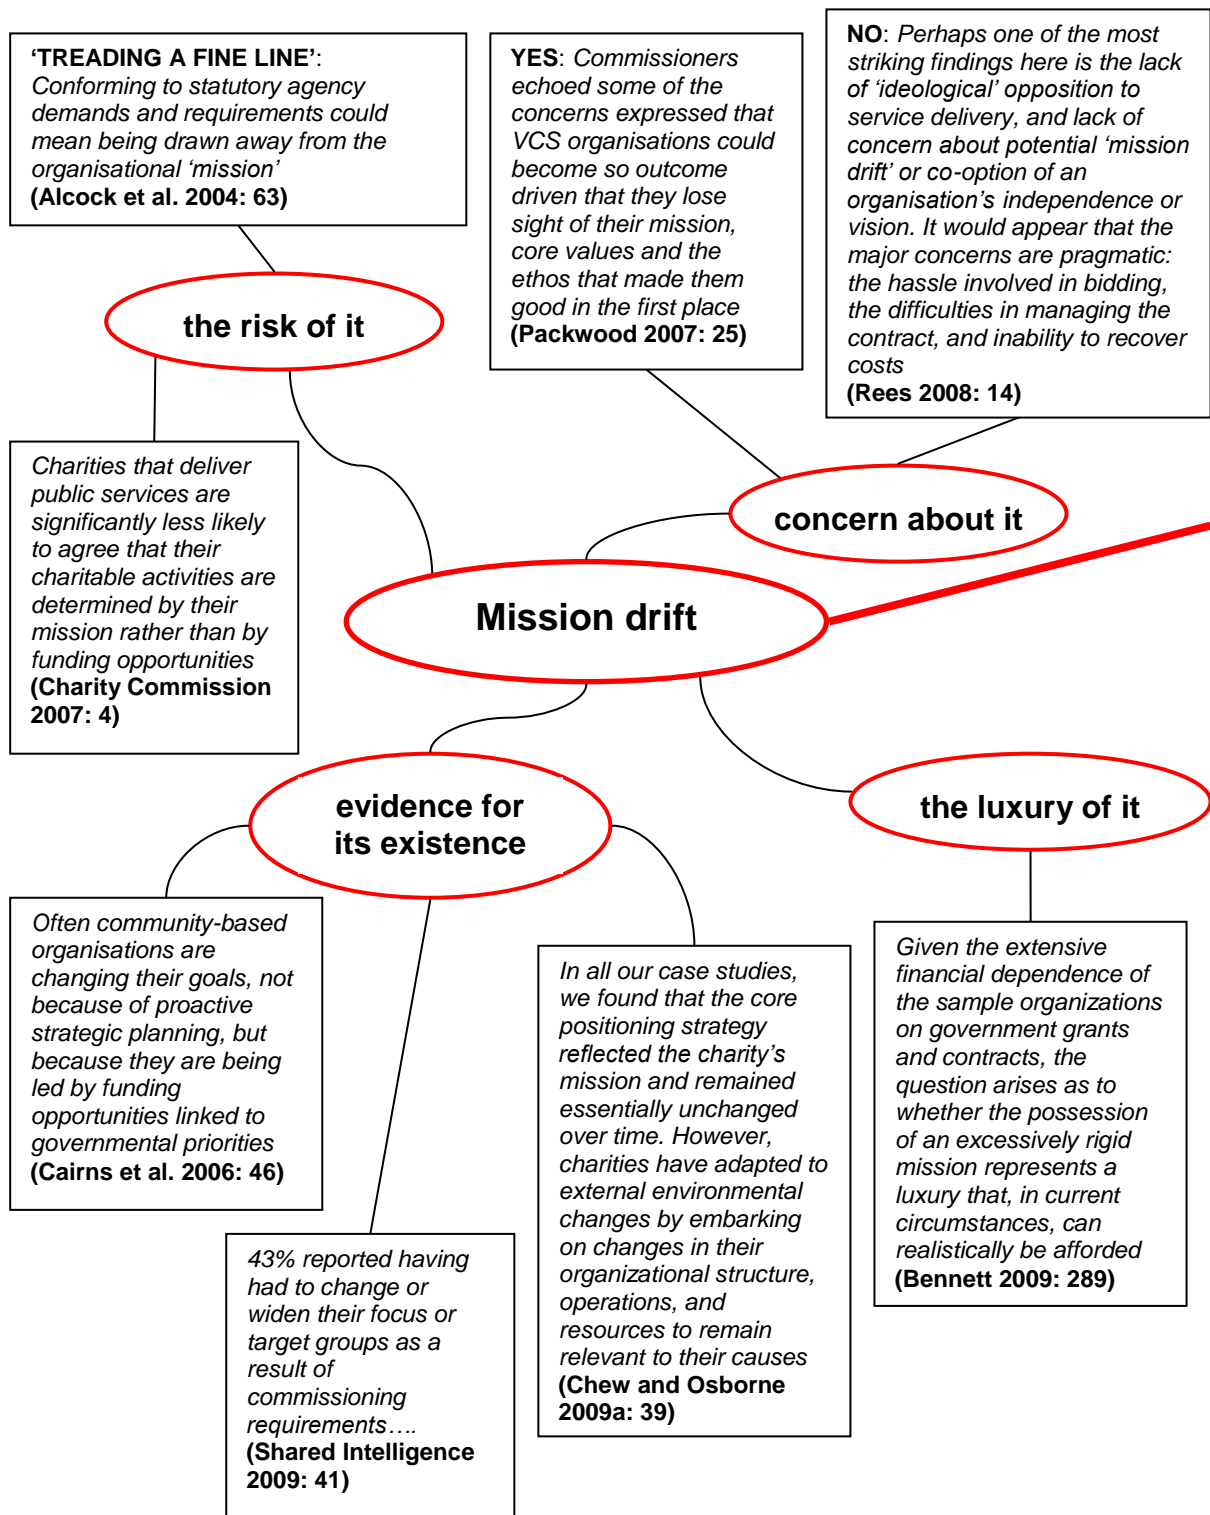 ‘TREADING A FINE LINE’:
Conforming to statutory agency
demands and requirements could
mean being drawn away from the
organisational ‘mission’
(Alcock et al. 2004: 63)
YES: Commissioners
echoed some of the
concerns expressed that
VCS organisations could
become so outcome
driven that they lose
sight of their mission,
core values and the
ethos that made them
good in the first place
(Packwood 2007: 25)
NO: Perhaps one of the most
striking findings here is the lack
of ‘ideological’ opposition to
service delivery, and lack of
concern about potential ‘mission
drift’ or co-option of an
organisation’s independence or
vision. It would appear that the
major concerns are pragmatic:
the hassle involved in bidding,
the difficulties in managing the
contract, and inability to recover
costs
(Rees 2008: 14)
the risk of it
Charities that deliver
public services are
significantly less likely
to agree that their
charitable activities are
determined by their
mission rather than by
funding opportunities
(Charity Commission
2007: 4)
concern about it
Mission drift
evidence for
its existence
the luxury of it
Often community-based
organisations are
changing their goals, not
because of proactive
strategic planning, but
because they are being
led by funding
opportunities linked to
governmental priorities
(Cairns et al. 2006: 46)
43% reported having
had to change or
widen their focus or
target groups as a
result of
commissioning
requirements….
(Shared Intelligence
2009: 41)
In all our case studies,
we found that the core
positioning strategy
reflected the charity’s
mission and remained
essentially unchanged
over time. However,
charities have adapted to
external environmental
changes by embarking
on changes in their
organizational structure,
operations, and
resources to remain
relevant to their causes
(Chew and Osborne
2009a: 39)
Given the extensive
financial dependence of
the sample organizations
on government grants
and contracts, the
question arises as to
whether the possession
of an excessively rigid
mission represents a
luxury that, in current
circumstances, can
realistically be afforded
(Bennett 2009: 289)